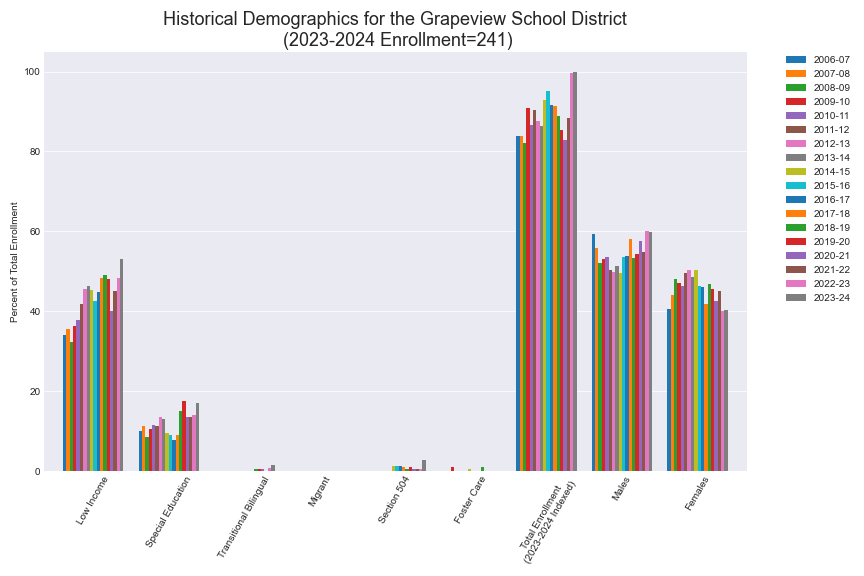 Historical Demographics for the Grapeview School District
(2023-2024 Enrollment=241)
Percent of Total Enrollment
100
80
60
40
20
0
Low Income
Special Education
Transitional Bilingual
Migrant
Section 504
Foster Care
Total Enrollment
(2023-2024 Indexed)
Males
Females
2006-07
2007-08
2008-09
2009-10
2010-11
2011-12
2012-13
2013-14
2014-15
2015-16
2016-17
2017-18
2018-19
2019-20
2020-21
2021-22
2022-23
2023-24